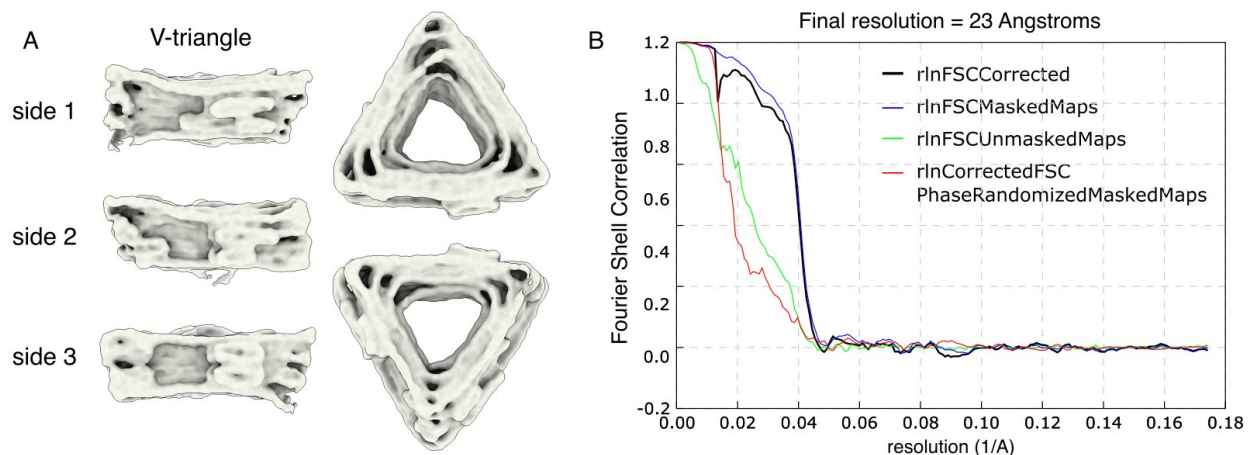 A
V-triangle
side 1
side 2
side 3
B
Final resolution = 23 Angstroms
Fourier Shell Correlation
1.2
1.0
0.8
0.6
0.4
0.2
0.0
-0.2
rlnFSCCorrected
rlnFSCMaskedMaps
rlnFSCUnmaskedMaps
rlnCorrectedFSC
PhaseRandomizedMaskedMaps
0.00 0.02 0.04 0.06 0.08 0.10 0.12 0.14 0.16 0.18
resolution (1/A)